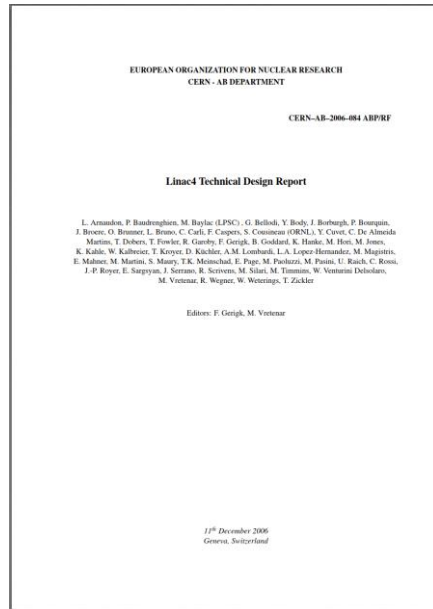 EUROPEAN ORGANIZATION FOR NUCLEAR RESEARCH
CERN - AB DEPARTMENT
CERN–AB–2006–084 ABP/RF
Linac4 Technical Design Report
L. Arnaudon, P. Baudrenghien, M. Baylac (LPSC) , G. Bellodi, Y. Body, J. Borburgh, P. Bourquin,
J. Broere, O. Brunner, L. Bruno, C. Carli, F. Caspers, S. Cousineau (ORNL), Y. Cuvet, C. De Almeida
Martins, T. Dobers, T. Fowler, R. Garoby, F. Gerigk, B. Goddard, K. Hanke, M. Hori, M. Jones,
K. Kahle, W. Kalbreier, T. Kroyer, D. Küchler, A.M. Lombardi, L.A. Lopez-Hernandez, M. Magistris,
E. Mahner, M. Martini, S. Maury, T.K. Meinschad, E. Page, M. Paoluzzi, M. Pasini, U. Raich, C. Rossi,
J.-P. Royer, E. Sargsyan, J. Serrano, R. Scrivens, M. Silari, M. Timmins, W. Venturini Delsolaro,
M. Vretenar, R. Wegner, W. Weterings, T. Zickler
Editors: F. Gerigk, M. Vretenar
11th December 2006
Geneva, Switzerland